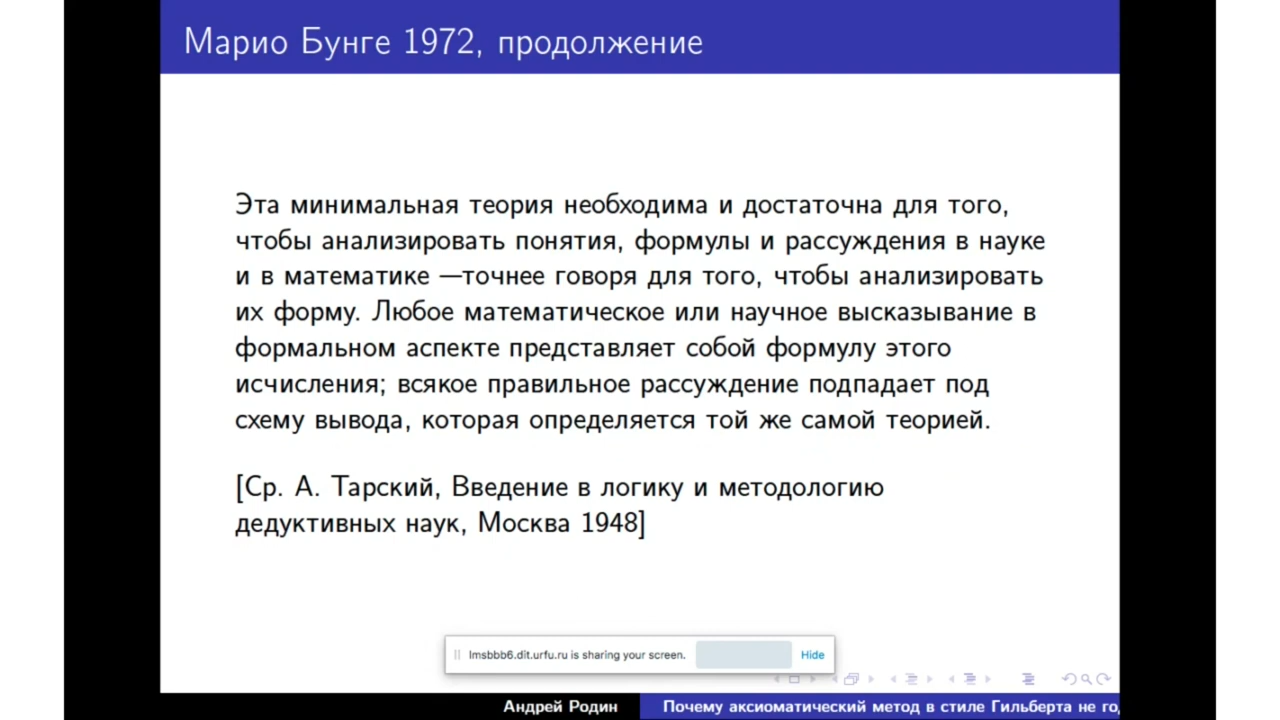 Марио Бунге 1972, продолжение
Эта минимальная теория необходима и достаточна для того,
чтобы анализировать понятия, формулы и рассуждения в науке
и в математике —точнее говоря для того, чтобы анализировать
их форму. Любое математическое или научное высказывание в
формальном аспекте представляет собой формулу этого
исчисления; всякое правильное рассуждение подпадает под
схему вывода, которая определяется той же самой теорией.
[Ср. А. Тарский, Введение в логику и методологию
дедуктивных наук, Москва 1948]
lmsbbb6.dit.urfu.ru is sharing your screen.
Hide
Андрей Родин
Почему аксиоматический метод в стиле Гильберта не